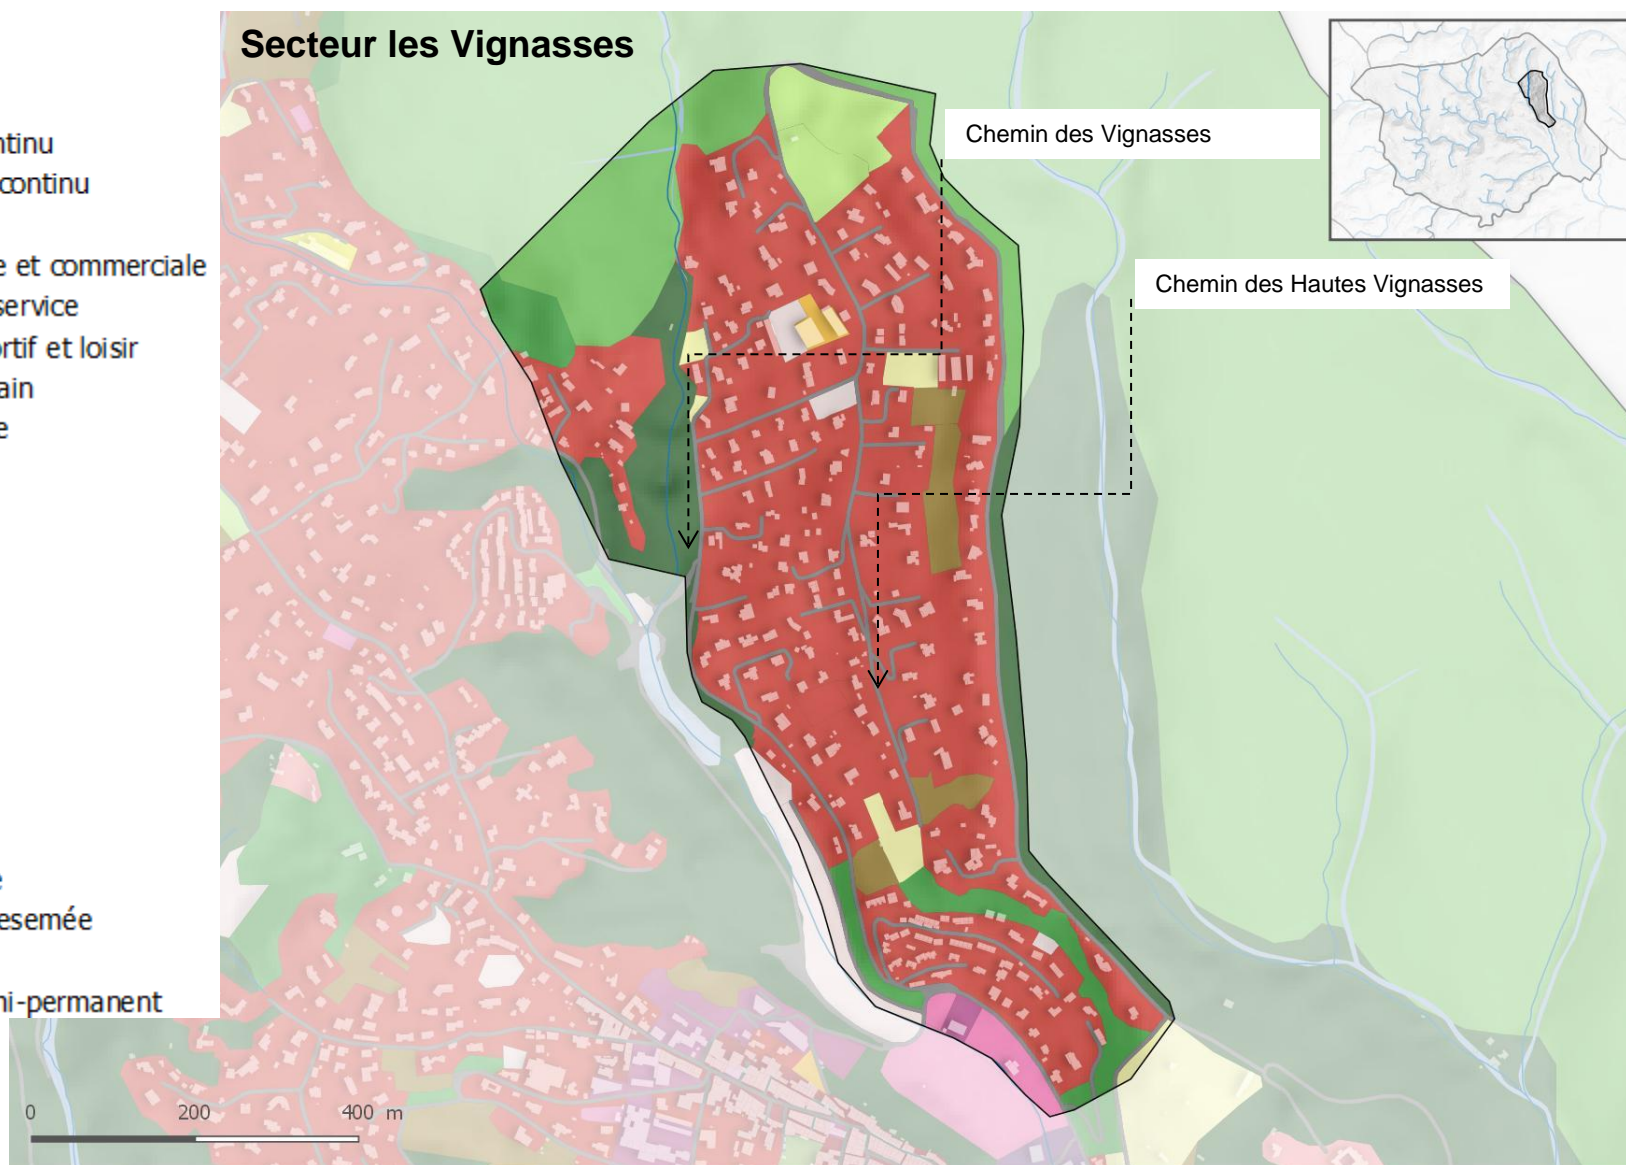 Secteur les Vignasses
Chemin des Vignasses
Chemin des Hautes Vignasses
ntinu
continu
e et commerciale
service
rtif et loisir
ain
e
e
esemée
ni-permanent
0 200 400 m